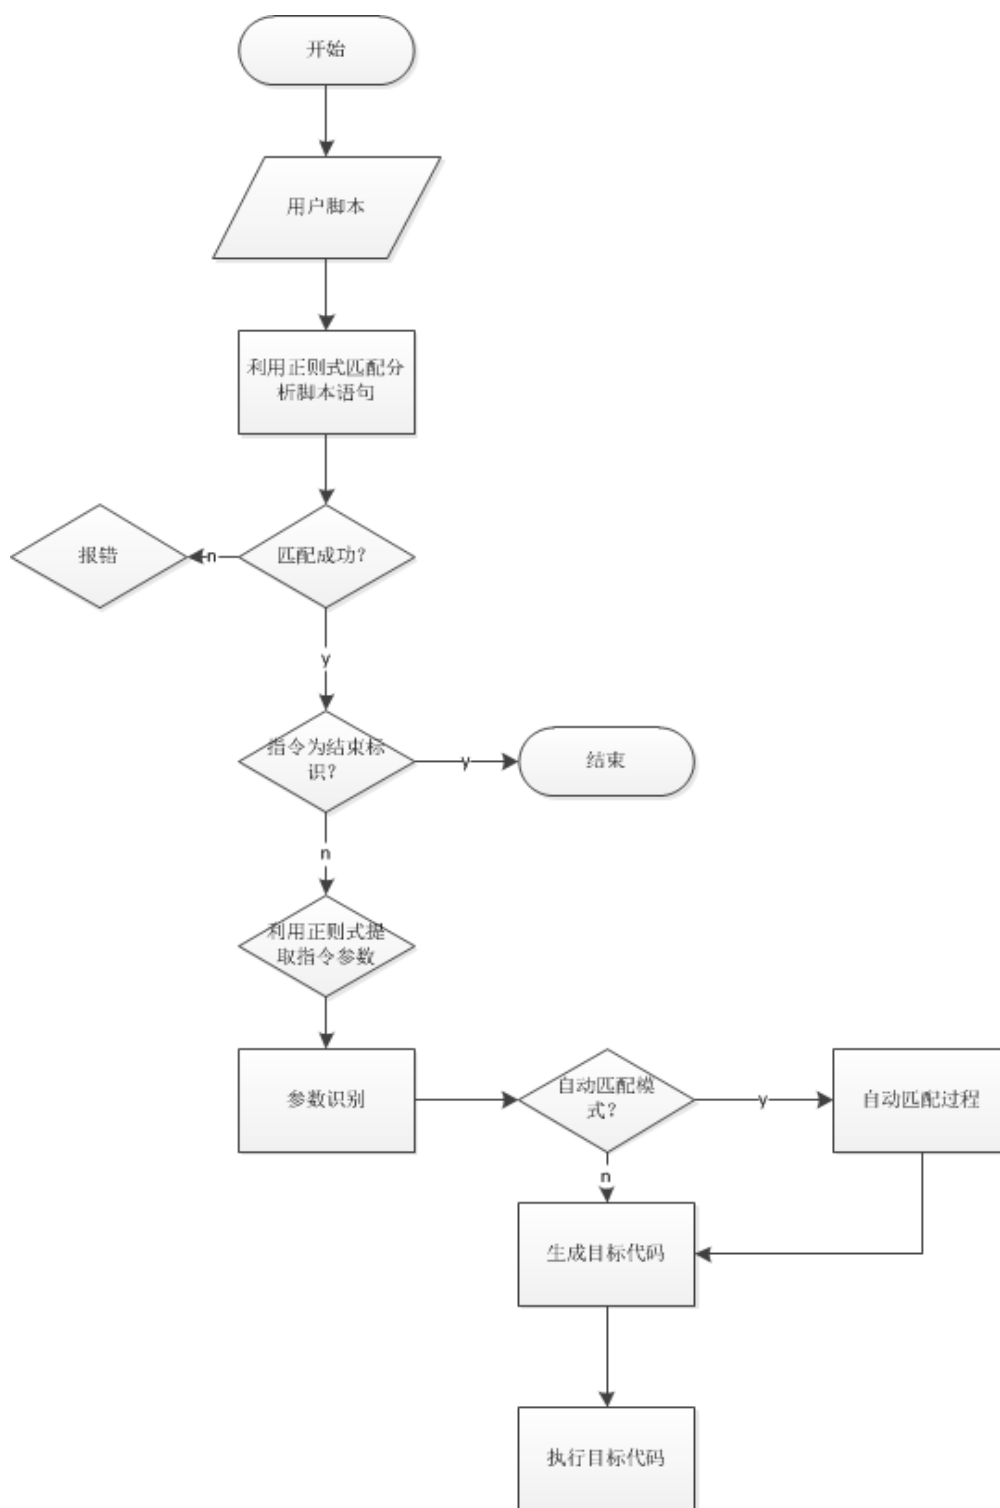 开始
用户脚本
利用正则式匹配分
析脚本语句
报错
n
匹配成功?
y
指令为结束标
识?
y
结束
n
利用正则式提
取指令参数
参数识别
自动匹配模
式?
y
自动匹配过程
n
生成目标代码
执行目标代码